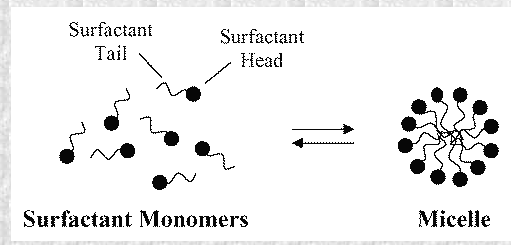 Surfactant
Tail
Surfactant
Head
Surfactant Monomers
Micelle